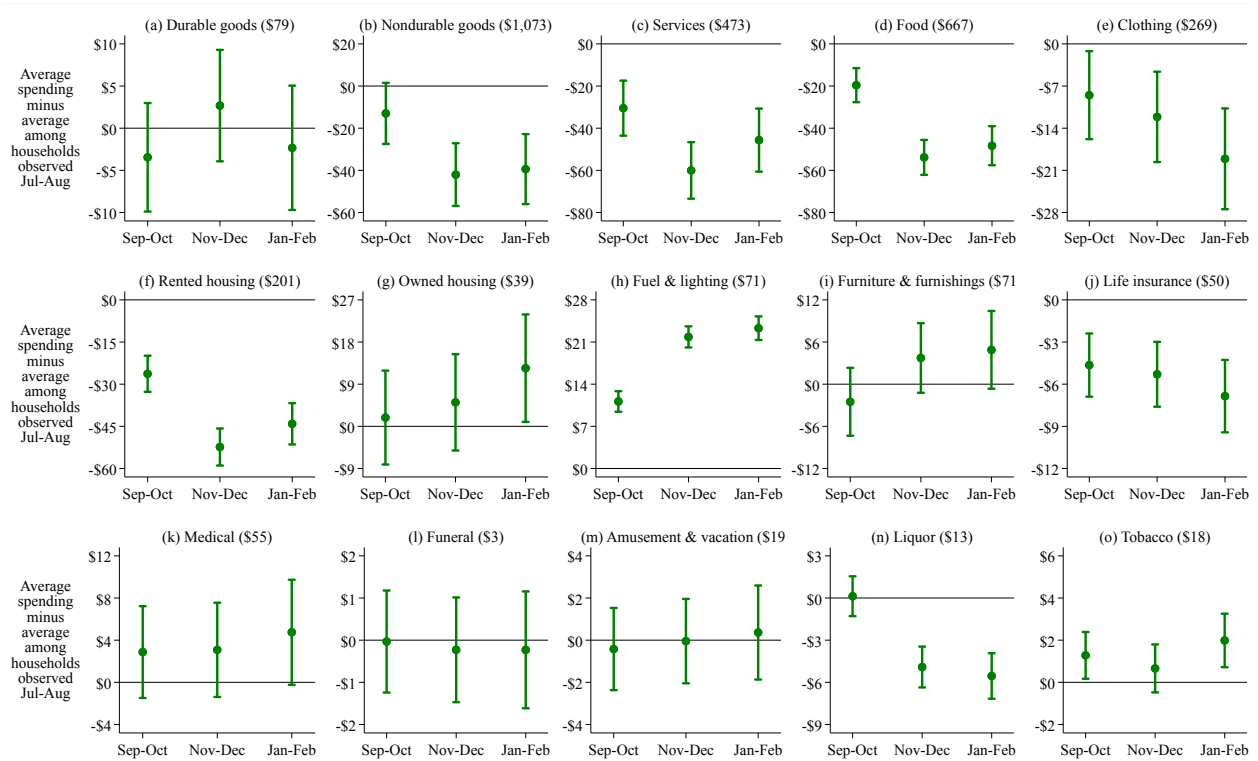 (a) Durable goods ($79)
(b) Nondurable goods ($1,073)
(c) Services ($473)
(d) Food ($667)
(e) Clothing ($269)
Average
spending
minus
average
among
households
observed
Jul-Aug
$10
$5
$0
-$5
-$10
Sep-Oct Nov-Dec Jan-Feb
$20
$0
-$20
-$40
-$60
Sep-Oct Nov-Dec Jan-Feb
$0
-$20
-$40
-$60
-$80
Sep-Oct Nov-Dec Jan-Feb
$0
-$20
-$40
-$60
-$80
Sep-Oct Nov-Dec Jan-Feb
$0
-$7
-$14
-$21
-$28
Sep-Oct Nov-Dec Jan-Feb
(f) Rented housing ($201)
(g) Owned housing ($39)
(h) Fuel & lighting ($71)
(i) Furniture & furnishings ($71
(j) Life insurance ($50)
Average
spending
minus
average
among
households
observed
Jul-Aug
$0
-$15
-$30
-$45
-$60
Sep-Oct Nov-Dec Jan-Feb
$27
$18
$9
$0
-$9
Sep-Oct Nov-Dec Jan-Feb
$28
$21
$14
$7
$0
Sep-Oct Nov-Dec Jan-Feb
$12
$6
$0
-$6
-$12
Sep-Oct Nov-Dec Jan-Feb
$0
-$3
-$6
-$9
-$12
Sep-Oct Nov-Dec Jan-Feb
(k) Medical ($55)
(l) Funeral ($3)
(m) Amusement & vacation ($19
(n) Liquor ($13)
(o) Tobacco ($18)
Average
spending
minus
average
among
households
observed
Jul-Aug
$12
$8
$4
$0
-$4
Sep-Oct Nov-Dec Jan-Feb
$2
$1
$0
-$1
-$2
Sep-Oct Nov-Dec Jan-Feb
$4
$2
$0
-$2
-$4
Sep-Oct Nov-Dec Jan-Feb
$3
$0
-$3
-$6
-$9
Sep-Oct Nov-Dec Jan-Feb
$6
$4
$2
$0
-$2
Sep-Oct Nov-Dec Jan-Feb